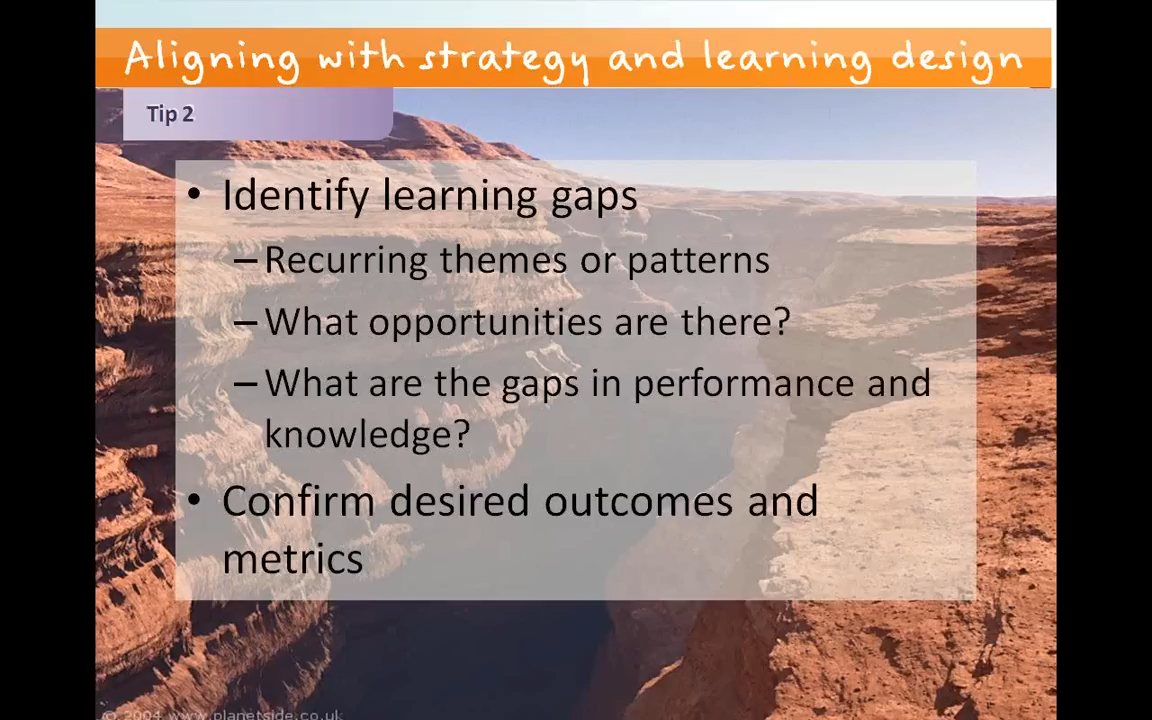 Aligning with strategy and learning design
Tip 2
• Identify learning gaps
– Recurring themes or patterns
– What opportunities are there?
– What are the gaps in performance and
knowledge?
• Confirm desired outcomes and
metrics
© 2004 www.planetside.co.uk